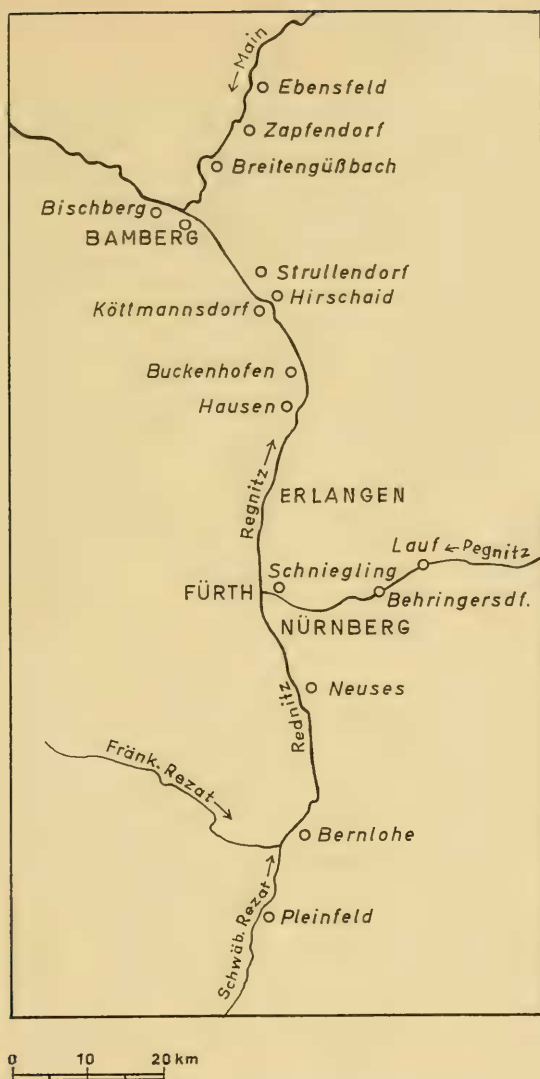 ← Main
Ebensfeld
Zapfendorf
Breitengüßbach
Bischberg
BAMBERG
Strullendorf
Hirschaid
Köttmannsdorf
Buckenhofen
Hausen
Regnitz →
ERLANGEN
Lauf
← Pegnitz
Schniegling
FÜRTH
Behringersdf.
NÜRNBERG
Neuses
Rednitz
Fränk. Rezat →
Bernlohe
Schwäb. Rezat →
Pleinfeld
0 10 20 km